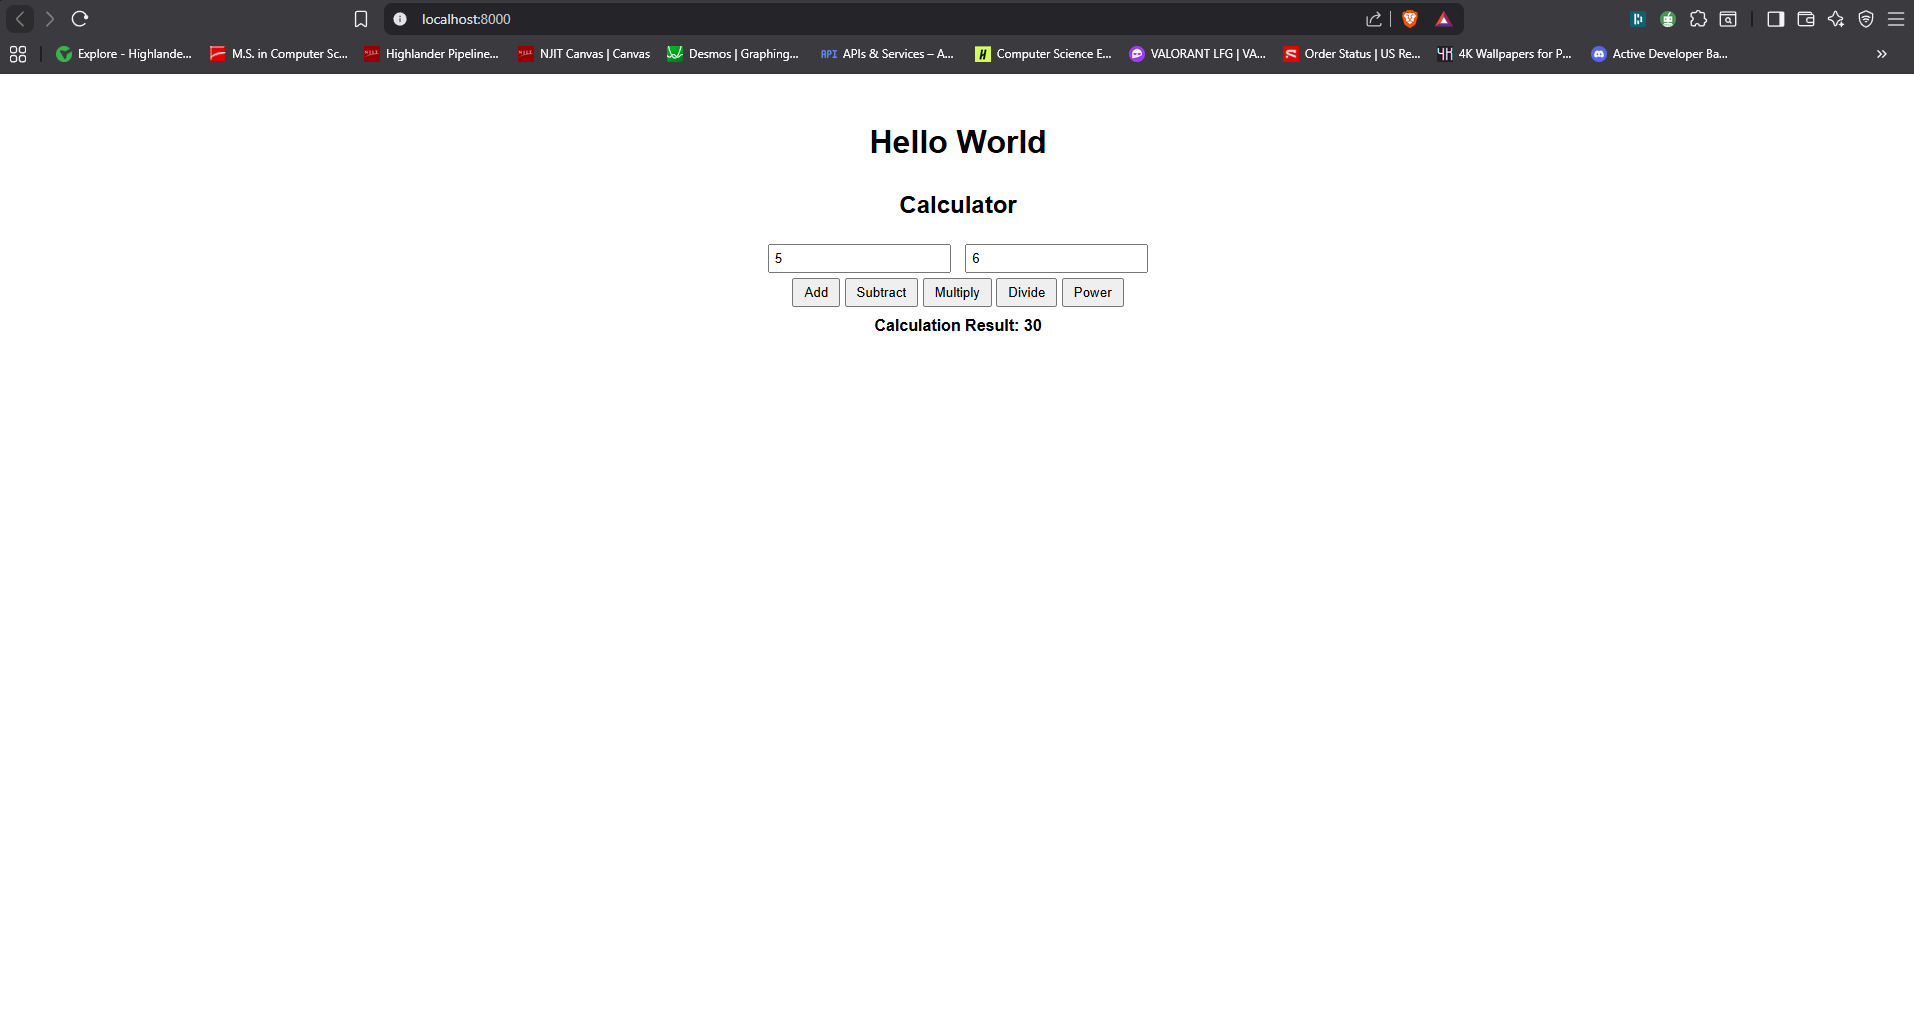 localhost:8000
Explore - Highlande... M.S. in Computer Sc... Highlander Pipeline... NJIT Canvas | Canvas Desmos | Graphing... API APIs & Services – A... H Computer Science E... VALORANT LFG | VA... Order Status | US Re... 4K Wallpapers for P... Active Developer Ba... »
Hello World
Calculator
5 6
Add Subtract Multiply Divide Power
Calculation Result: 30